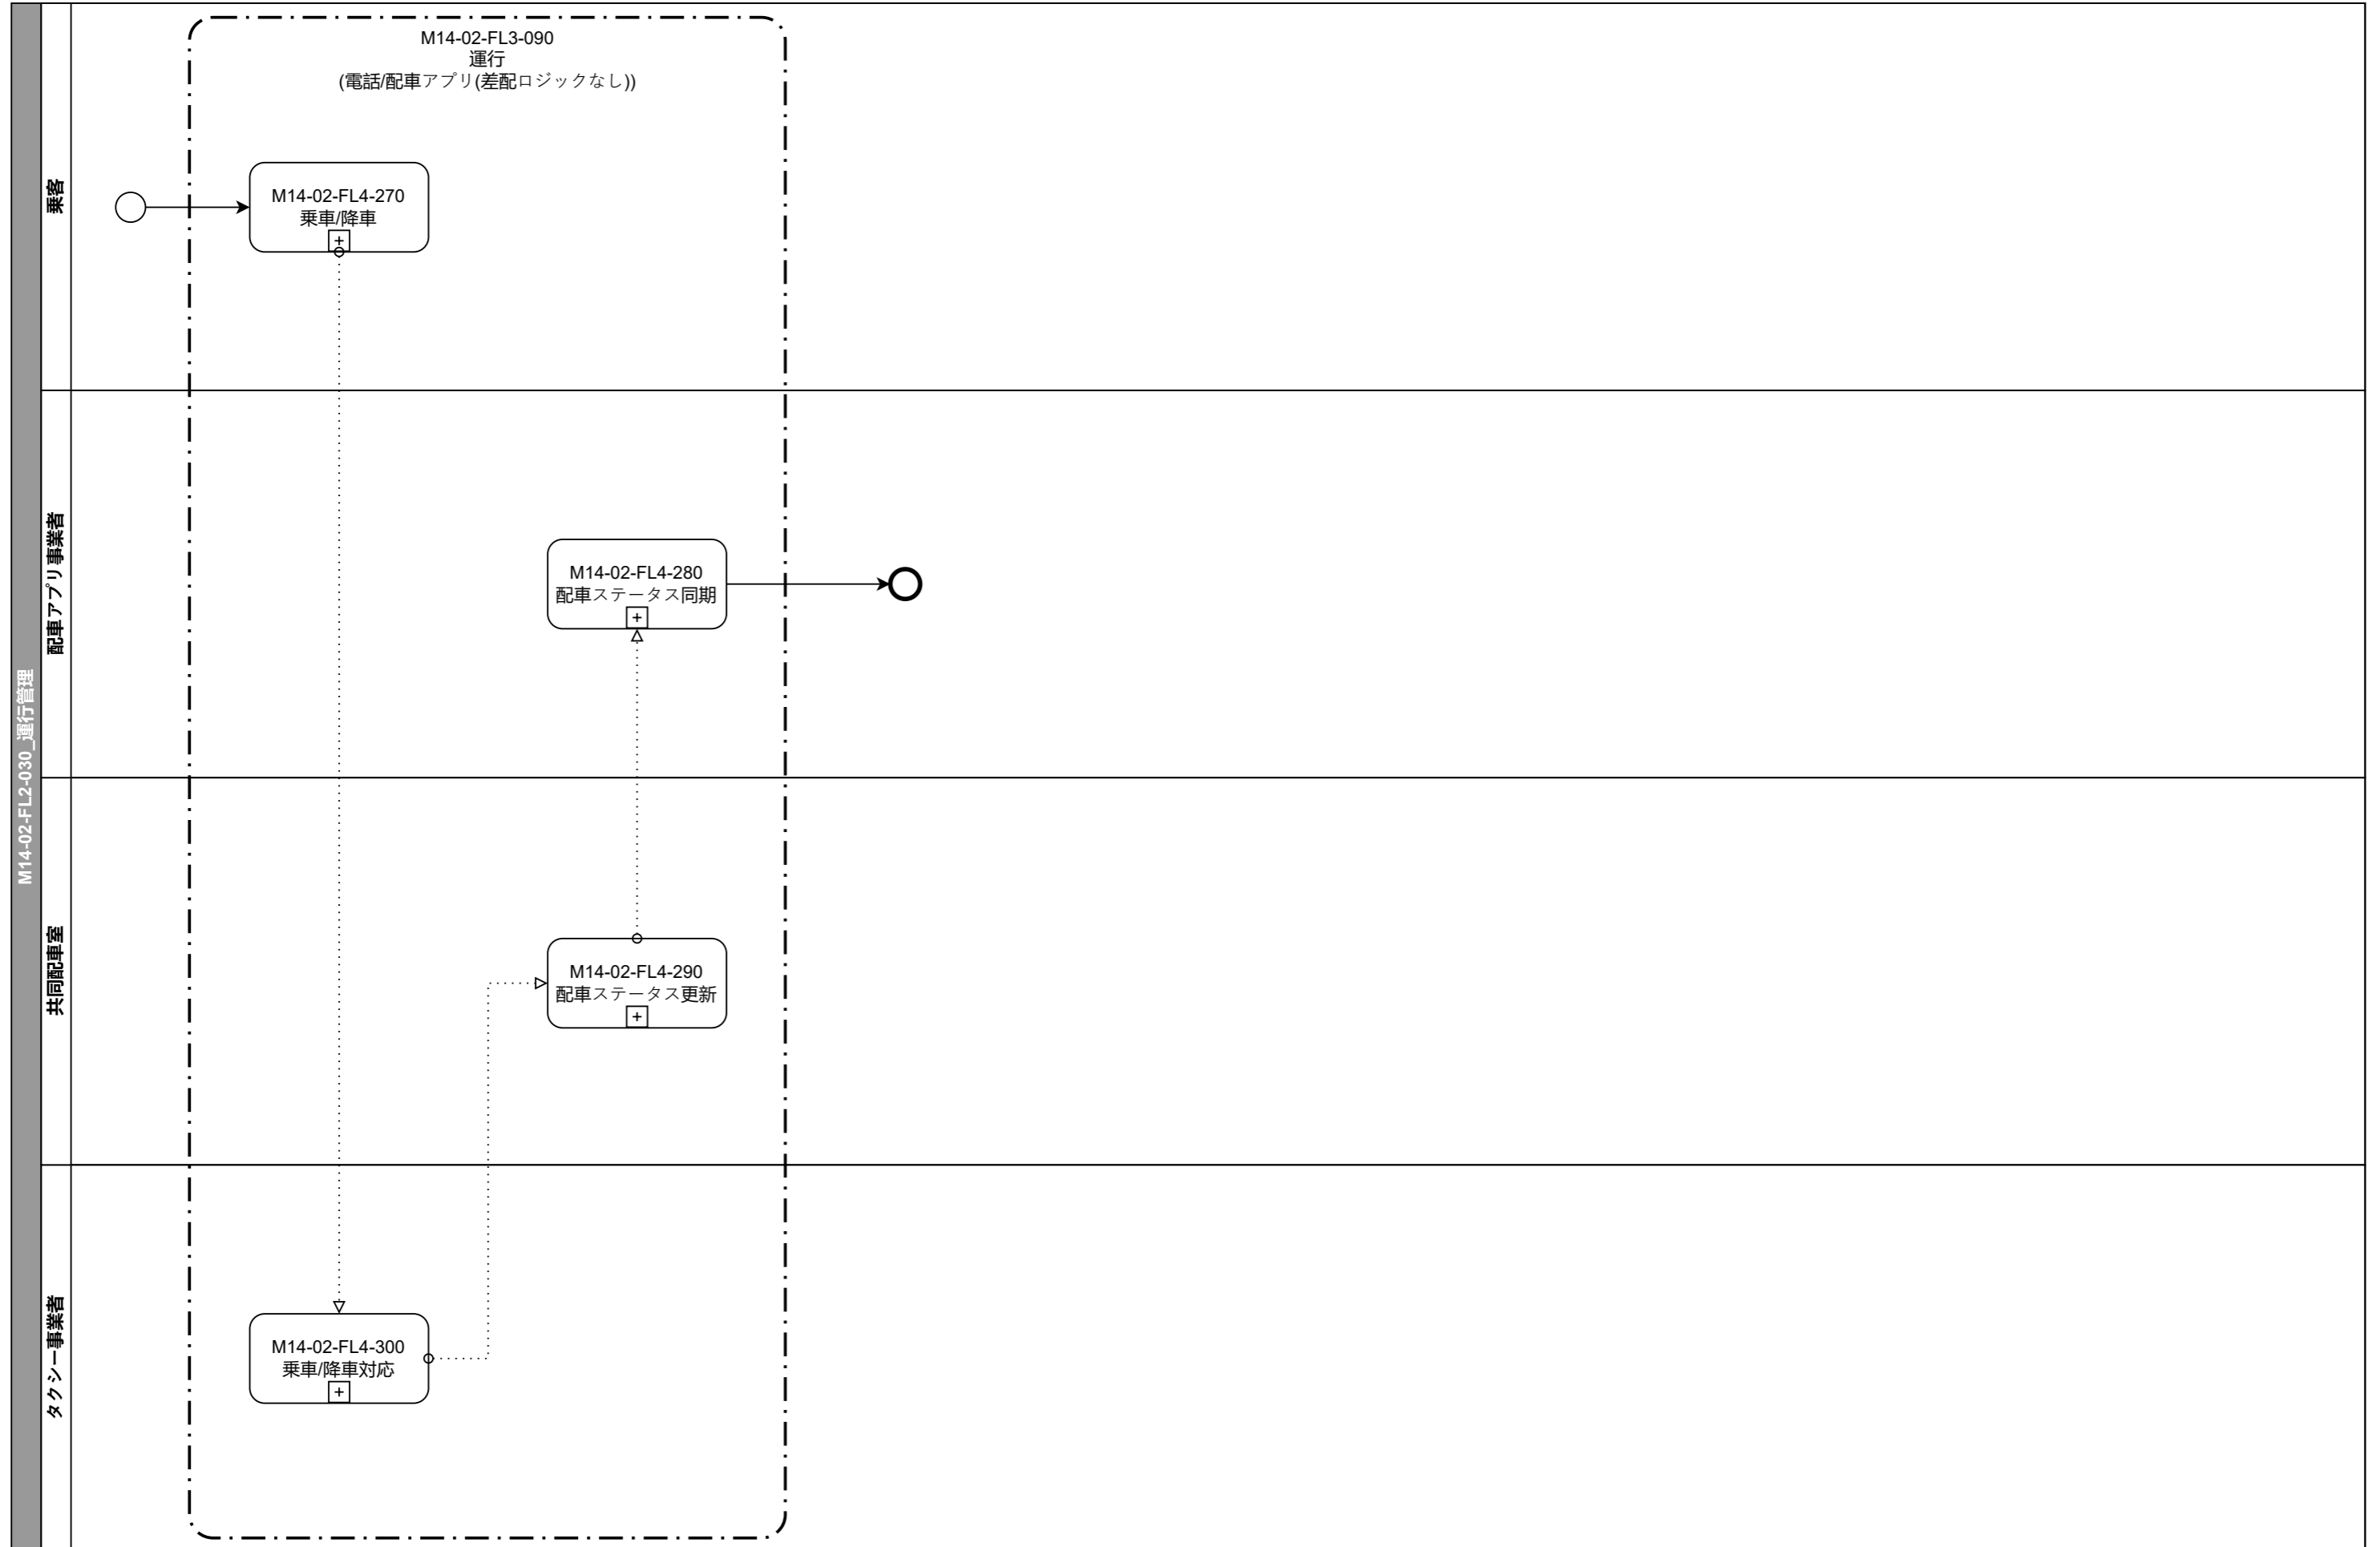 M14-02-FL2-030_運行管理
乗客
配車アプリ事業者
共同配車室
タクシー事業者
M14-02-FL3-090
運行
(電話/配車アプリ(差配ロジックなし))
M14-02-FL4-270
乗車/降車
+
M14-02-FL4-280
配車ステータス同期
+
M14-02-FL4-290
配車ステータス更新
+
M14-02-FL4-300
乗車/降車対応
+